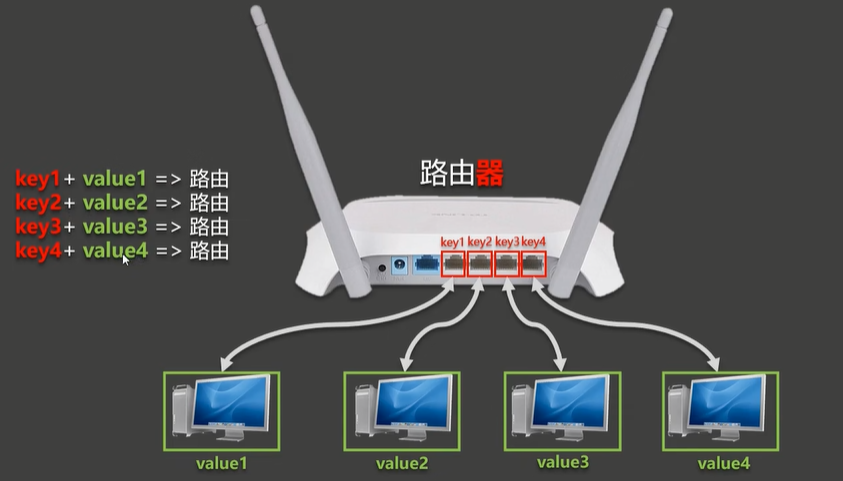 路由器
key1+ value1 => 路由
key2+ value2 => 路由
key3+ value3 => 路由
key4+ value4 => 路由
key1 key2 key3 key4
value1 value2 value3 value4